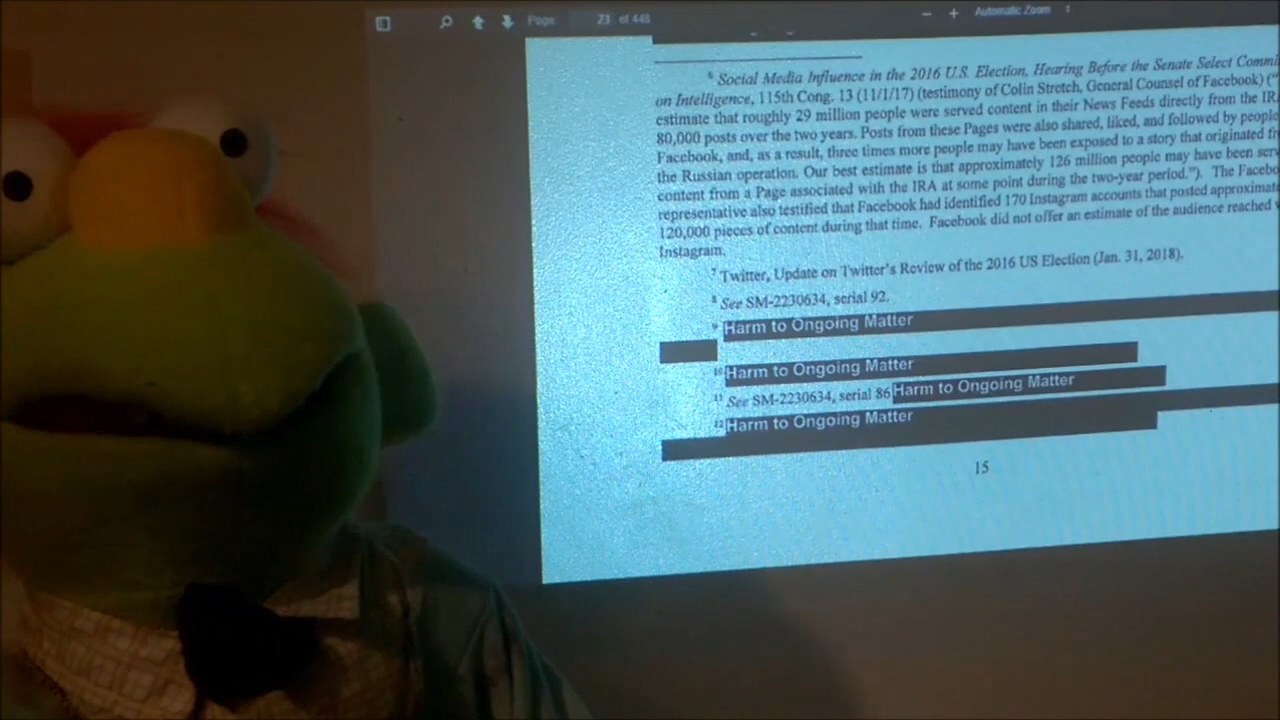 Page 23 of 448 − + Automatic Zoom
6 Social Media Influence in the 2016 U.S. Election, Hearing Before the Senate Select Commi
on Intelligence, 115th Cong. 13 (11/1/17) (testimony of Colin Stretch, General Counsel of Facebook) ("
estimate that roughly 29 million people were served content in their News Feeds directly from the IRA
80,000 posts over the two years. Posts from these Pages were also shared, liked, and followed by people
Facebook, and, as a result, three times more people may have been exposed to a story that originated fr
the Russian operation. Our best estimate is that approximately 126 million people may have been serv
content from a Page associated with the IRA at some point during the two-year period."). The Facebo
representative also testified that Facebook had identified 170 Instagram accounts that posted approximate
120,000 pieces of content during that time. Facebook did not offer an estimate of the audience reached v
Instagram.
7 Twitter, Update on Twitter's Review of the 2016 US Election (Jan. 31, 2018).
8 See SM-2230634, serial 92.
9 Harm to Ongoing Matter
10 Harm to Ongoing Matter
11 See SM-2230634, serial 86 Harm to Ongoing Matter
12 Harm to Ongoing Matter
15